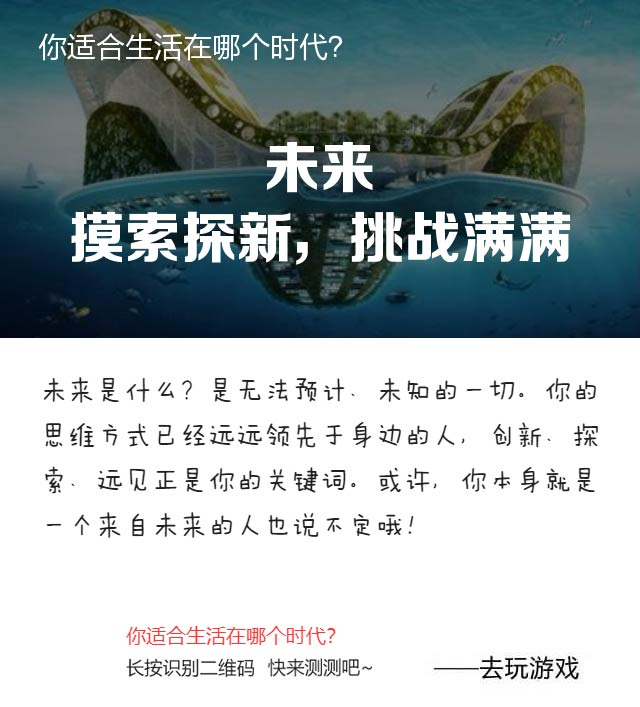 你适合生活在哪个时代?
未来
摸索探新，挑战满满
未来是什么? 是无法预计、未知的一切。你的
思维方式已经远远领先于身边的人, 创新、探
索、远见正是你的关键词。或许, 你本身就是
一个来自未来的人也说不定哦!
你适合生活在哪个时代?
长按识别二维码 快来测测吧~
——去玩游戏